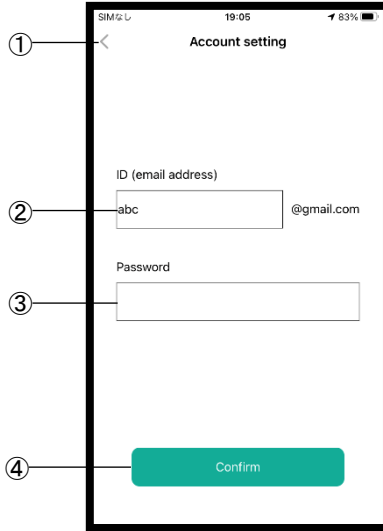 SIMなし 19:05 83%
① Account setting
ID (email address)
② abc @gmail.com
Password
③
④ Confirm